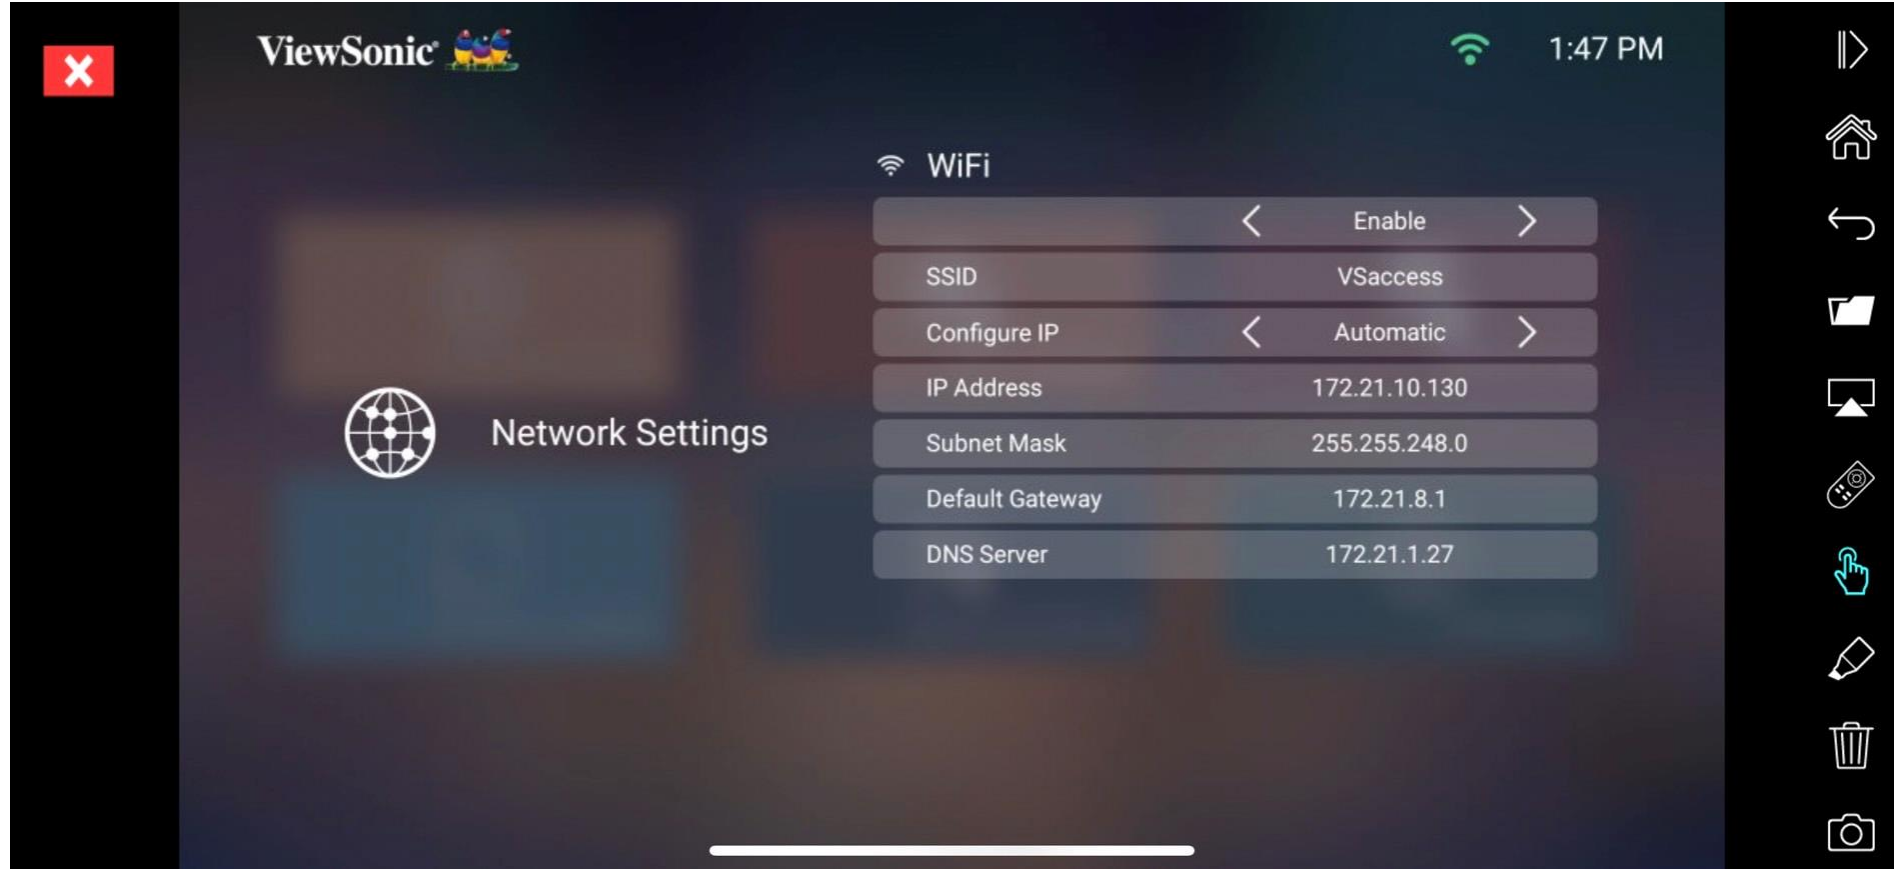 ViewSonic
1:47 PM
WiFi
Enable
SSID VSaccess
Configure IP Automatic
IP Address 172.21.10.130
Network Settings
Subnet Mask 255.255.248.0
Default Gateway 172.21.8.1
DNS Server 172.21.1.27